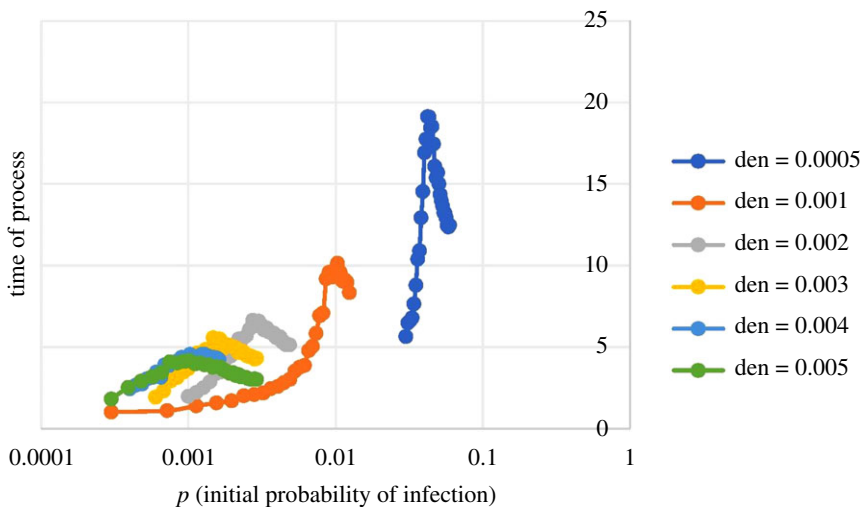 25
20
15
10
5
0
time of process
0.0001
0.001
0.01
0.1
1
p (initial probability of infection)
den = 0.0005
den = 0.001
den = 0.002
den = 0.003
den = 0.004
den = 0.005